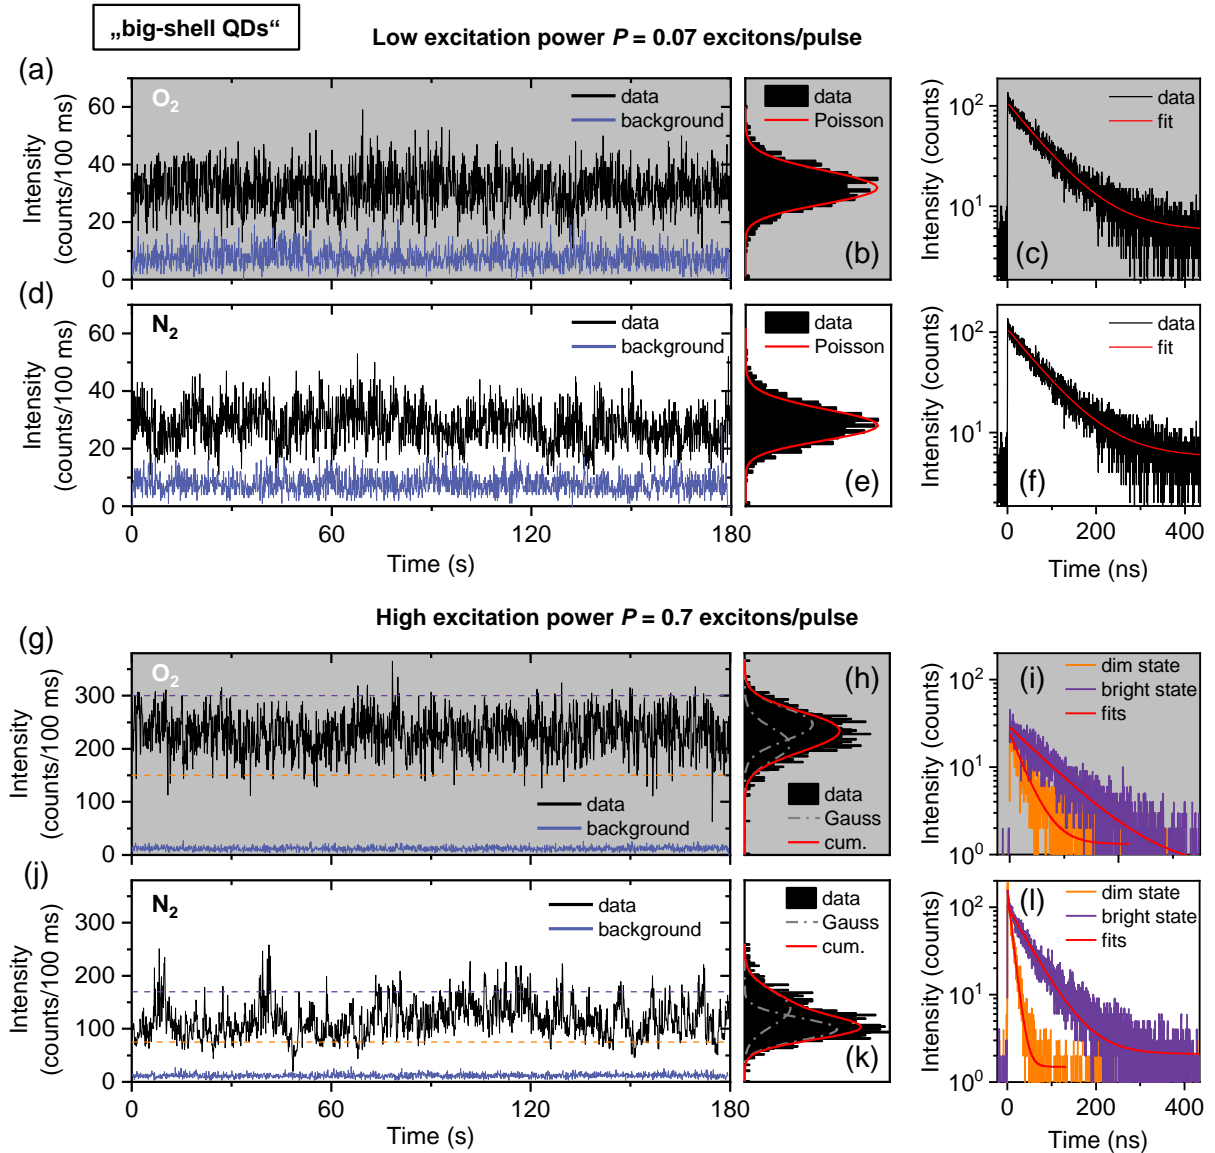 „big-shell QDs“
Low excitation power P = 0.07 excitons/pulse
(a)
Intensity
(counts/100 ms)
60
40
20
0
O2
data
background
data
Poisson
(b)
Intensity (counts)
10^2
10^1
data
fit
(c)
(d)
Intensity
(counts/100 ms)
60
40
20
0
N2
data
background
0
60
120
180
Time (s)
data
Poisson
(e)
Intensity (counts)
10^2
10^1
data
fit
(f)
0
200
400
Time (ns)
High excitation power P = 0.7 excitons/pulse
(g)
Intensity
(counts/100 ms)
300
200
100
0
O2
data
background
(h)
data
Gauss
cum.
Intensity (counts)
10^2
10^1
10^0
(i)
dim state
bright state
fits
(j)
Intensity
(counts/100 ms)
300
200
100
0
N2
data
background
0
60
120
180
Time (s)
data
Gauss
cum.
(k)
Intensity (counts)
10^2
10^1
10^0
(l)
dim state
bright state
fits
0
200
400
Time (ns)